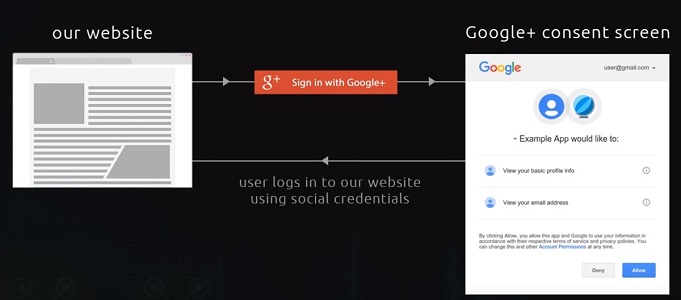 our website
Google+ consent screen
g+ Sign in with Google+
user logs in to our website
using social credentials
Google
user@gmail.com
Example App would like to:
View your basic profile info
View your email address
By clicking Allow, you allow this app and Google to use your information in
accordance with their respective terms of service and privacy policies. You
can change this and other Account Permissions at any time.
Deny
Allow